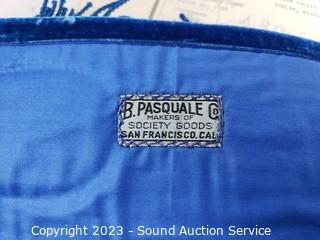 B. PASQUALE Co
MAKERS OF
SOCIETY GOODS
SAN FRANCISCO, CAL
Copyright 2023 - Sound Auction Service